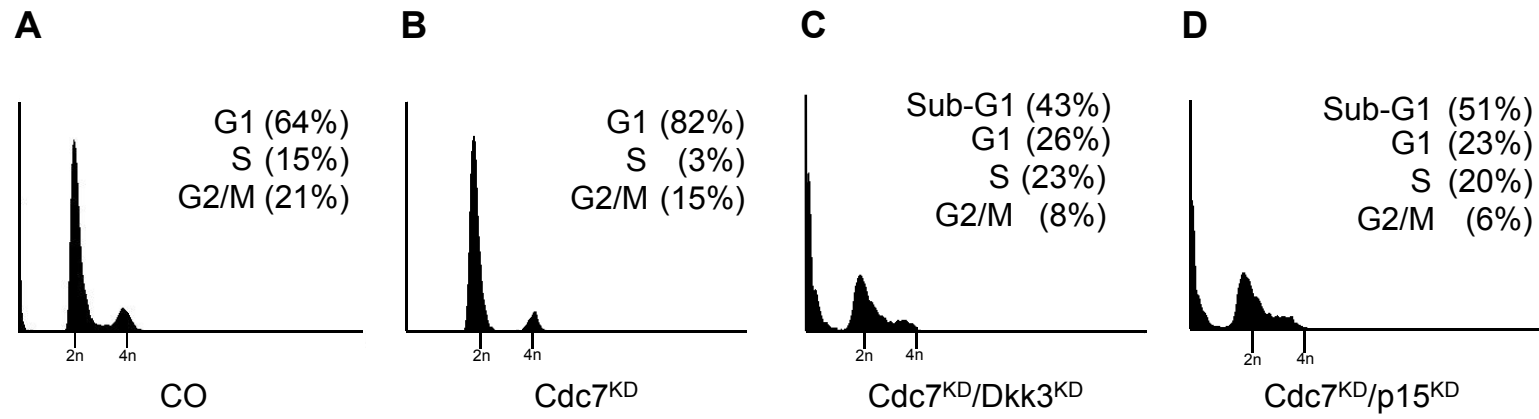 A
G1 (64%)
S (15%)
G2/M (21%)
2n 4n
CO
B
G1 (82%)
S (3%)
G2/M (15%)
2n 4n
Cdc7KD
C
Sub-G1 (43%)
G1 (26%)
S (23%)
G2/M (8%)
2n 4n
Cdc7KD/Dkk3KD
D
Sub-G1 (51%)
G1 (23%)
S (20%)
G2/M (6%)
2n 4n
Cdc7KD/p15KD